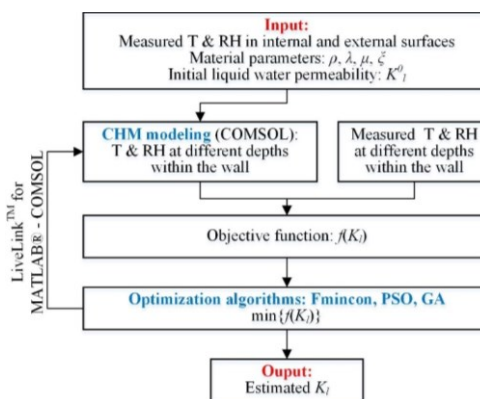 Input:
Measured T & RH in internal and external surfaces
Material parameters: ρ, λ, μ, ξ
Initial liquid water permeability: K⁰ₗ
CHM modeling (COMSOL):
T & RH at different depths
within the wall
Measured T & RH
at different depths
within the wall
LiveLink™ for
MATLAB® - COMSOL
Objective function: f(Kₗ)
Optimization algorithms: Fmincon, PSO, GA
min{f(Kₗ)}
Ouput:
Estimated Kₗ